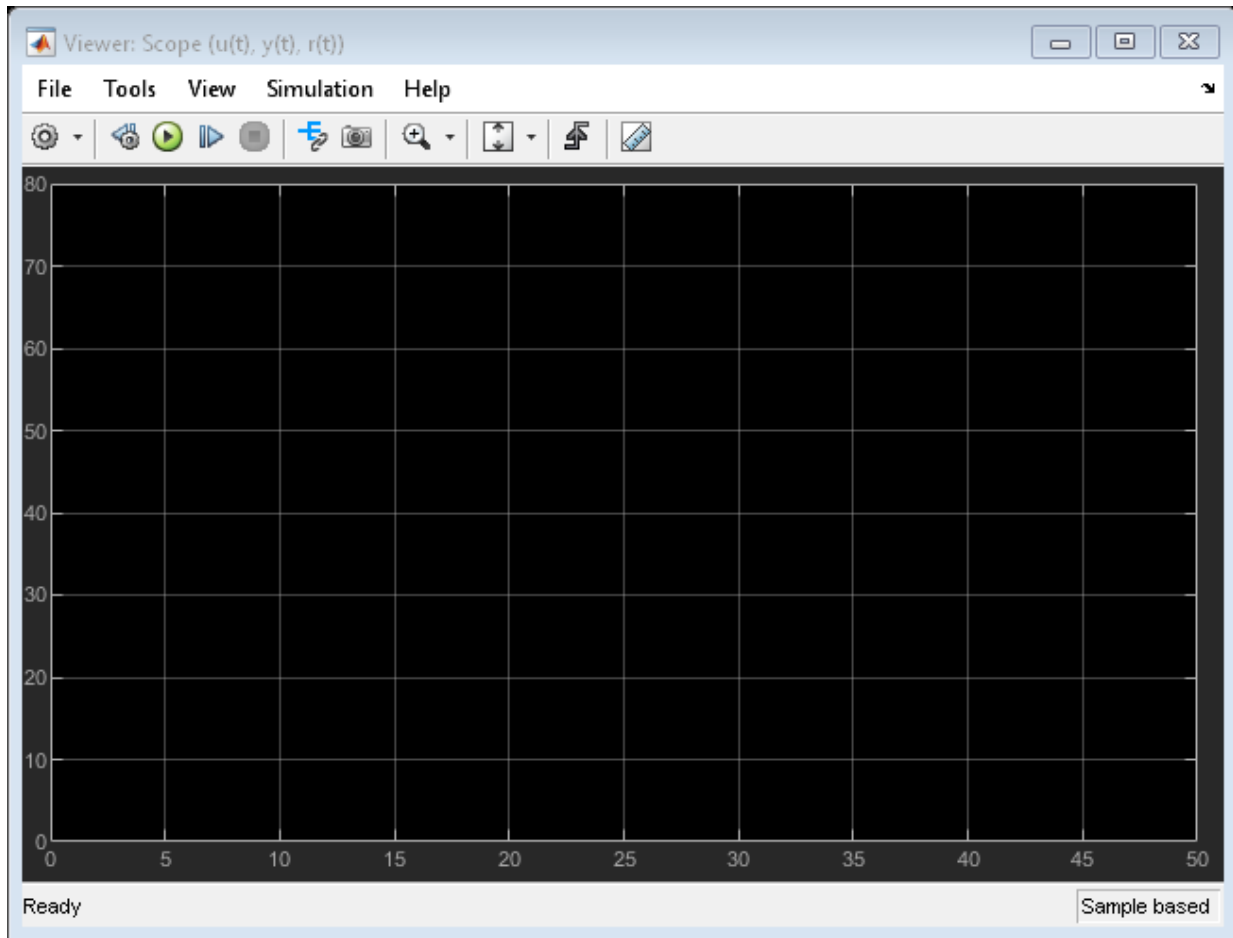 Viewer: Scope (u(t), y(t), r(t))
File Tools View Simulation Help
80
70
60
50
40
30
20
10
0
0 5 10 15 20 25 30 35 40 45 50
Ready Sample based